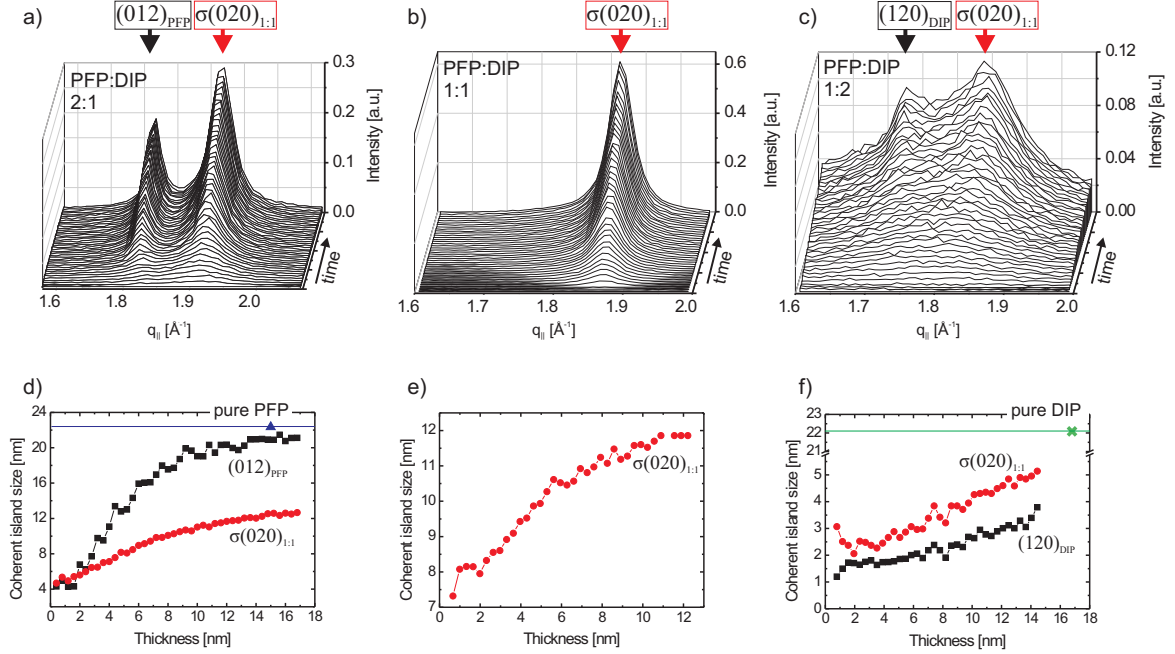 a)
(012)PFP
σ(020)1:1
PFP:DIP
2:1
0.3
0.2
0.1
0.0
Intensity [a.u.]
time
1.6
1.8
1.9
2.0
q|| [Å⁻¹]
b)
σ(020)1:1
PFP:DIP
1:1
0.6
0.4
0.2
0.0
Intensity [a.u.]
time
1.6
1.7
1.8
1.9
2.0
q|| [Å⁻¹]
c)
(120)DIP
σ(020)1:1
PFP:DIP
1:2
0.12
0.08
0.04
0.00
Intensity [a.u.]
time
1.6
1.7
1.8
1.9
2.0
q|| [Å⁻¹]
d)
pure PFP
24
20
16
12
8
4
Coherent island size [nm]
(012)PFP
σ(020)1:1
0 2 4 6 8 10 12 14 16 18
Thickness [nm]
e)
12
11
10
9
8
7
Coherent island size [nm]
σ(020)1:1
0 2 4 6 8 10 12
Thickness [nm]
f)
pure DIP
23
22
21
5
4
3
2
1
0
Coherent island size [nm]
σ(020)1:1
(120)DIP
0 2 4 6 8 10 12 14 16 18
Thickness [nm]